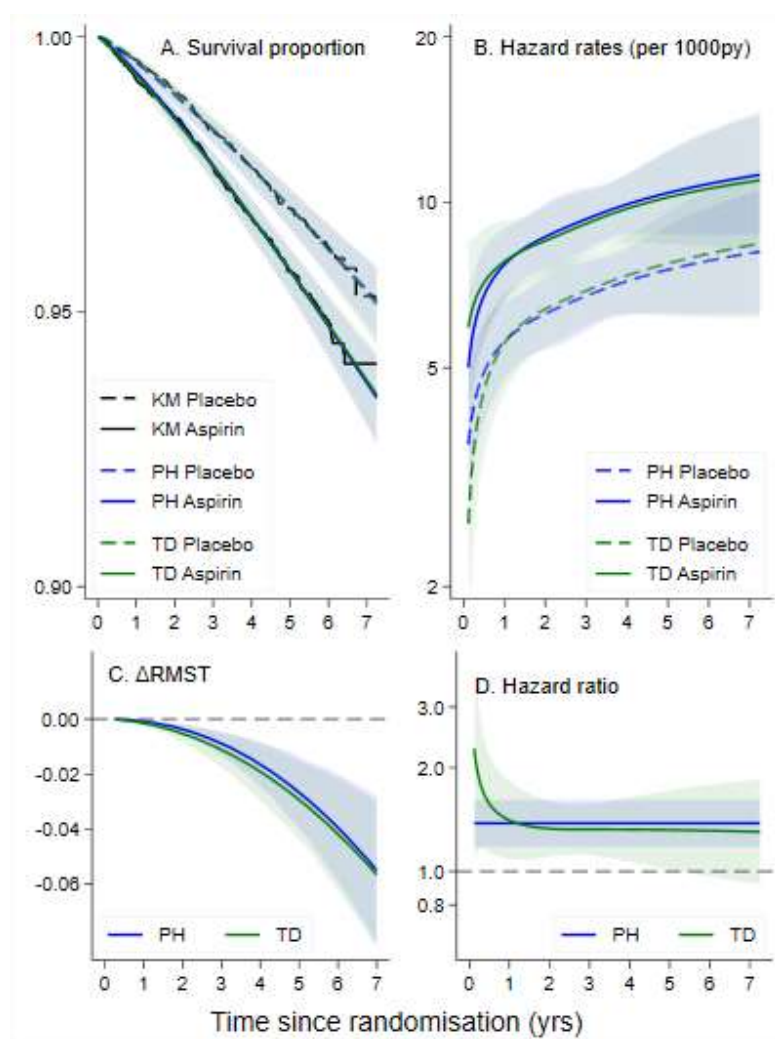 A. Survival proportion
1.00
0.95
0.90
KM Placebo
KM Aspirin
PH Placebo
PH Aspirin
TD Placebo
TD Aspirin
0 1 2 3 4 5 6 7
B. Hazard rates (per 1000py)
20
10
5
2
PH Placebo
PH Aspirin
TD Placebo
TD Aspirin
0 1 2 3 4 5 6 7
C. ΔRMST
0.00
-0.02
-0.04
-0.06
PH TD
0 1 2 3 4 5 6 7
D. Hazard ratio
3.0
2.0
1.0
0.8
PH TD
0 1 2 3 4 5 6 7
Time since randomisation (yrs)